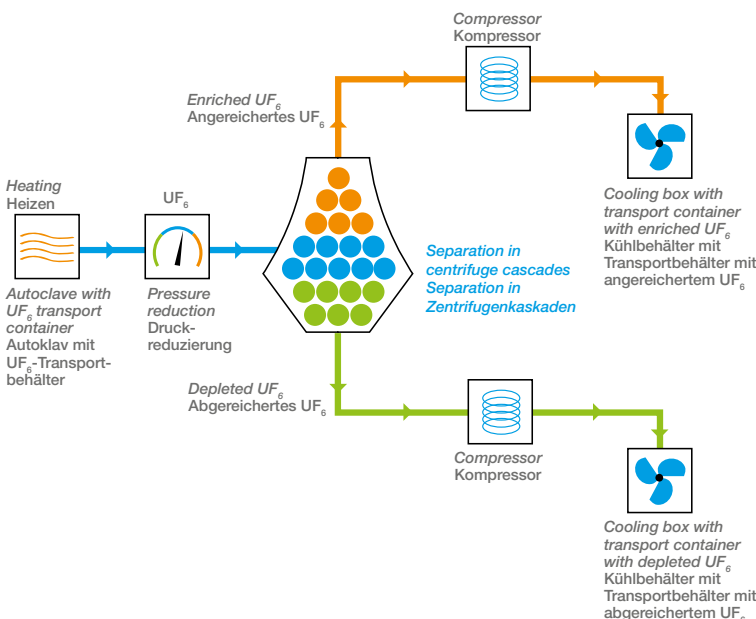 Compressor
Kompressor
Enriched UF₆
Angereichertes UF₆
Heating
Heizen
UF₆
Cooling box with
transport container
with enriched UF₆
Kühlbehälter mit
Transportbehälter mit
angereichertem UF₆
Separation in
centrifuge cascades
Separation in
Zentrifugenkaskaden
Autoclave with
UF₆ transport
container
Autoklav mit
UF₆-Transport-
behälter
Pressure
reduction
Druck-
reduzierung
Depleted UF₆
Abgereichertes UF₆
Compressor
Kompressor
Cooling box with
transport container
with depleted UF₆
Kühlbehälter mit
Transportbehälter mit
abgereichertem UF₆